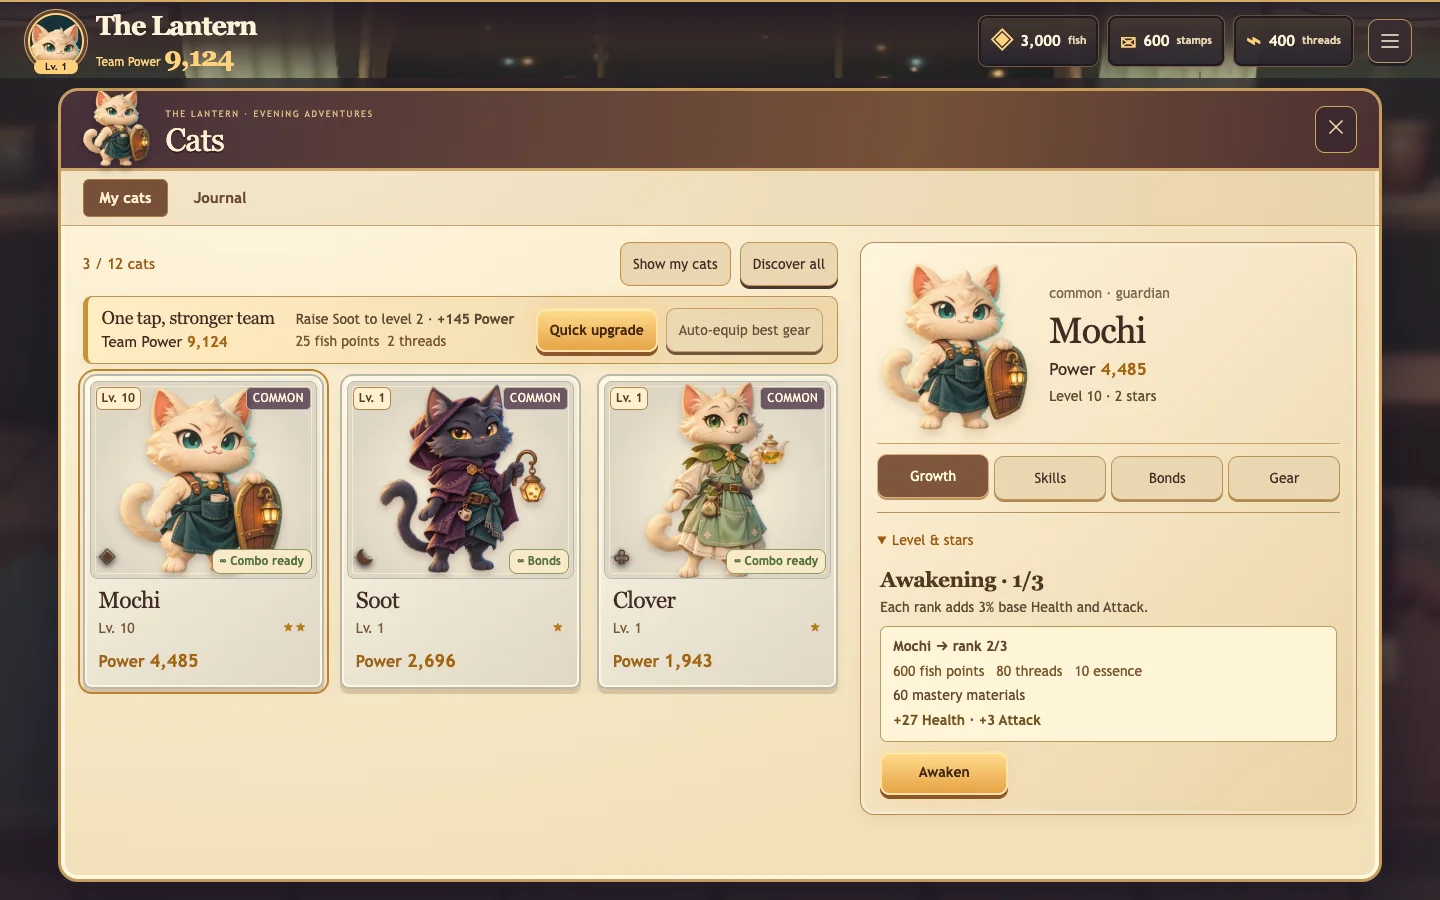 The Lantern
Team Power 9,124
Lv. 1
3,000 fish
600 stamps
400 threads
THE LANTERN · EVENING ADVENTURES
Cats
My cats
Journal
3 / 12 cats
Show my cats
Discover all
One tap, stronger team
Team Power 9,124
Raise Soot to level 2 · +145 Power
25 fish points 2 threads
Quick upgrade
Auto-equip best gear
Lv. 10
COMMON
∞ Combo ready
Mochi
Lv. 10
Power 4,485
Lv. 1
COMMON
∞ Bonds
Soot
Lv. 1
Power 2,696
Lv. 1
COMMON
∞ Combo ready
Clover
Lv. 1
Power 1,943
common · guardian
Mochi
Power 4,485
Level 10 · 2 stars
Growth
Skills
Bonds
Gear
▼ Level & stars
Awakening · 1/3
Each rank adds 3% base Health and Attack.
Mochi → rank 2/3
600 fish points 80 threads 10 essence
60 mastery materials
+27 Health · +3 Attack
Awaken